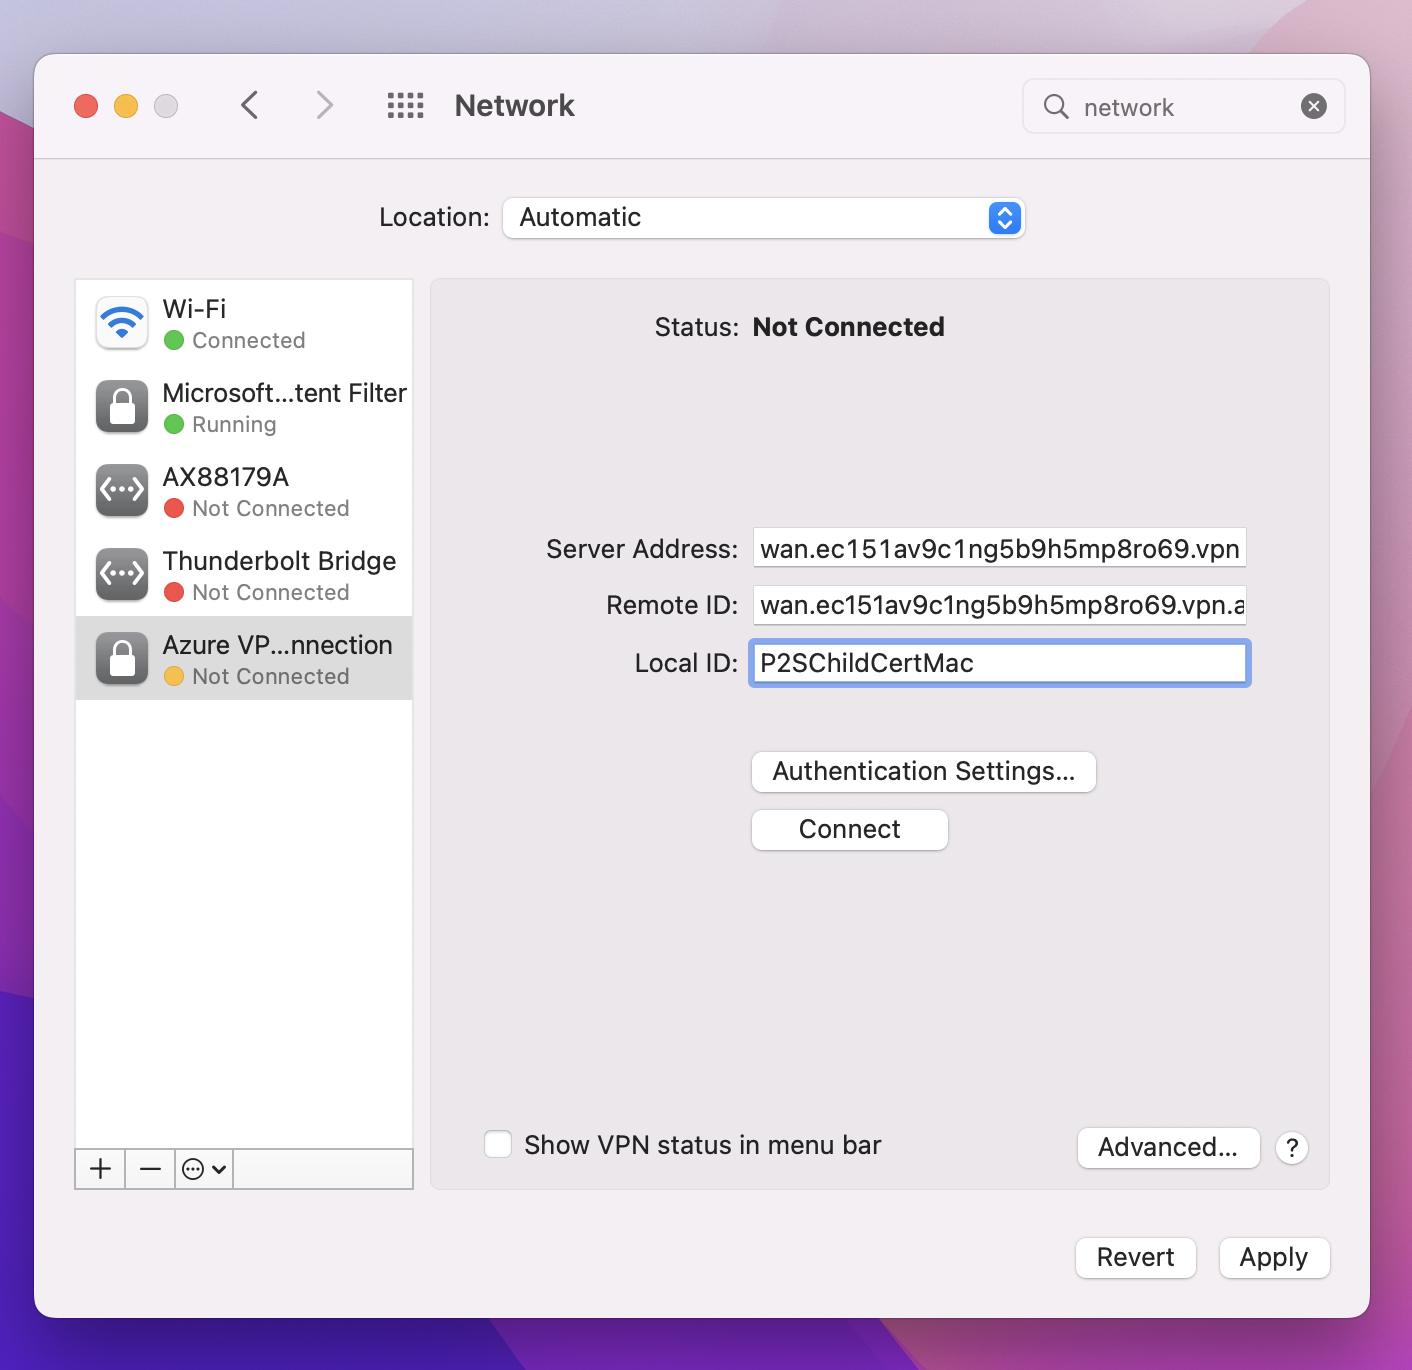 Network
network
Location: Automatic
Wi-Fi
Connected
Microsoft...tent Filter
Running
AX88179A
Not Connected
Thunderbolt Bridge
Not Connected
Azure VP...nnection
Not Connected
Status: Not Connected
Server Address: wan.ec151av9c1ng5b9h5mp8ro69.vpn
Remote ID: wan.ec151av9c1ng5b9h5mp8ro69.vpn.a
Local ID: P2SChildCertMac
Authentication Settings...
Connect
Show VPN status in menu bar
Advanced...
?
Revert
Apply